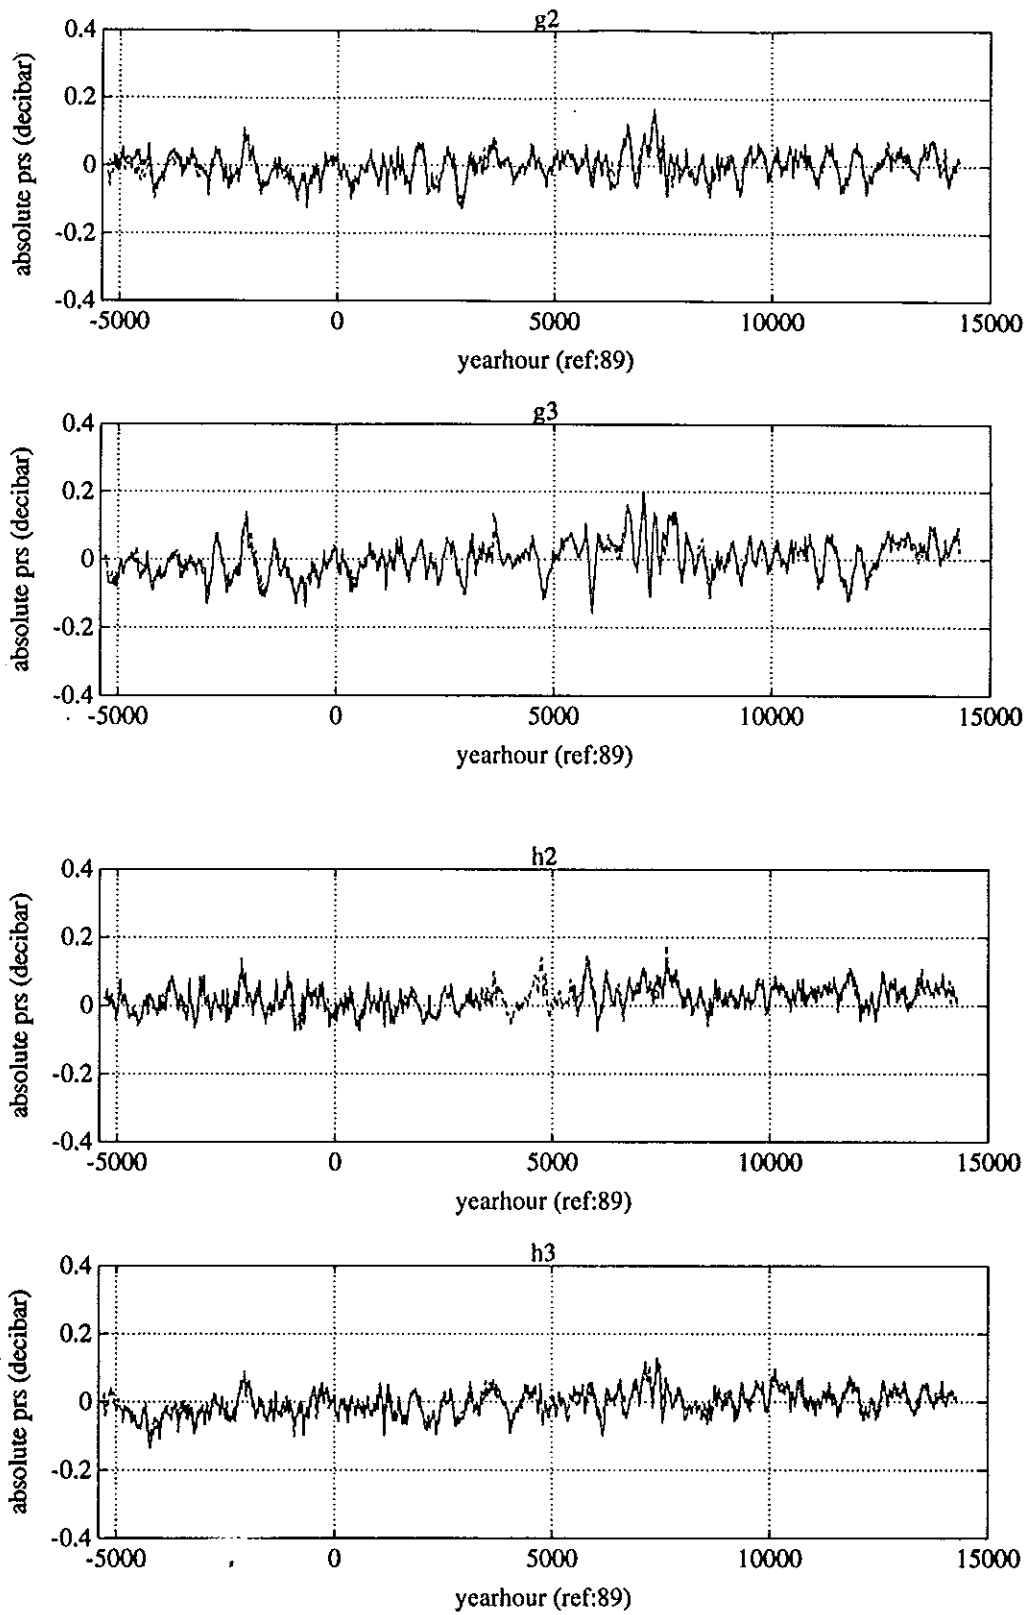 g2
absolute prs (decibar)
0.4
0.2
0
-0.2
-0.4
-5000 0 5000 10000 15000
yearhour (ref:89)
g3
absolute prs (decibar)
0.4
0.2
0
-0.2
-0.4
-5000 0 5000 10000 15000
yearhour (ref:89)
h2
absolute prs (decibar)
0.4
0.2
0
-0.2
-0.4
-5000 0 5000 10000 15000
yearhour (ref:89)
h3
absolute prs (decibar)
0.4
0.2
0
-0.2
-0.4
-5000 0 5000 10000 15000
yearhour (ref:89)